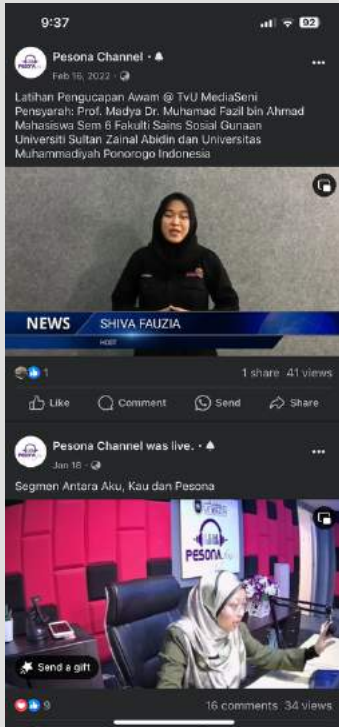 9:37
92
Pesona Channel ·
Feb 16, 2022 ·
Latihan Pengucapan Awam @ TvU MediaSeni
Pensyarah: Prof. Madya Dr. Muhamad Fazil bin Ahmad
Mahasiswa Sem 6 Fakulti Sains Sosial Gunaan
Universiti Sultan Zainal Abidin dan Universitas
Muhammadiyah Ponorogo Indonesia
NEWS SHIVA FAUZIA
HOST
1
1 share 41 views
Like Comment Send Share
Pesona Channel was live. ·
Jan 18 ·
Segmen Antara Aku, Kau dan Pesona
PESONA
Send a gift
9
16 comments 34 views